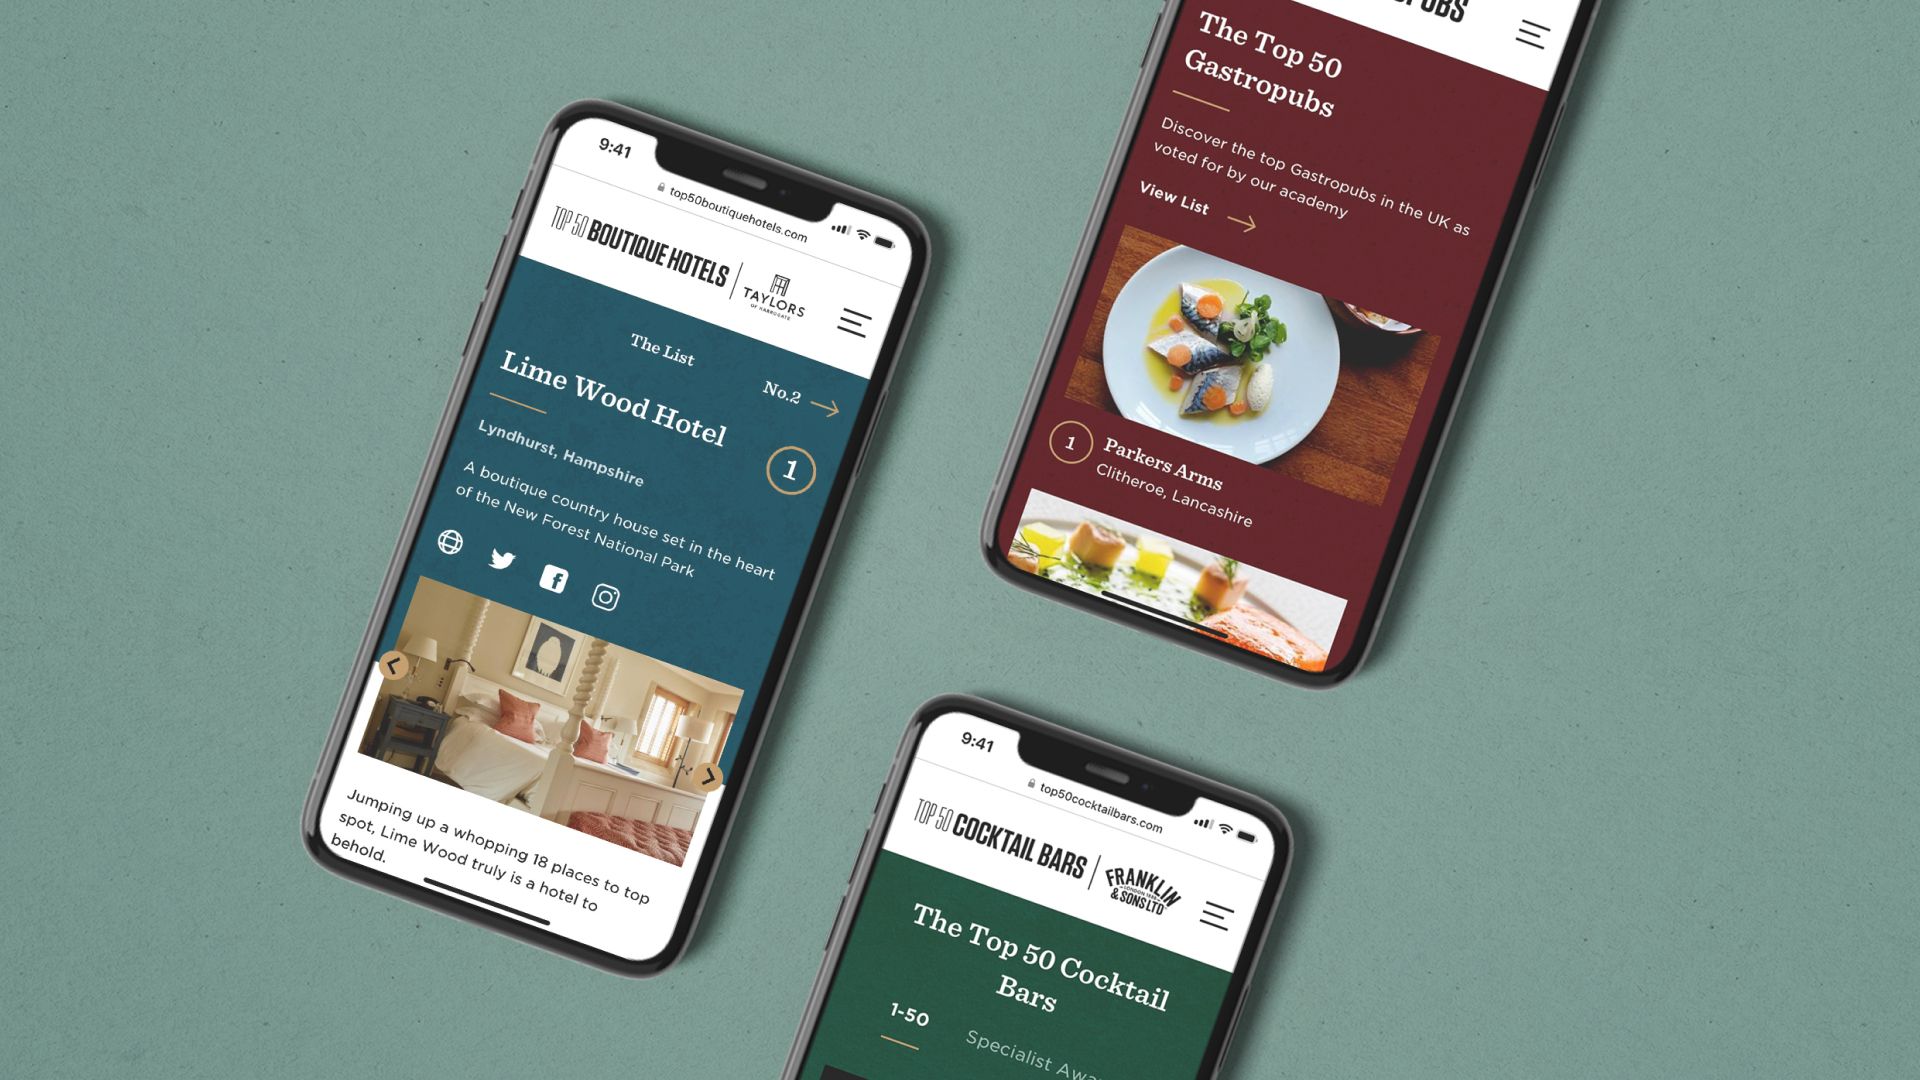 9:41
top50boutiquehotels.com
TOP 50 BOUTIQUE HOTELS
TAYLORS
OF HARROGATE
The List
No.2
Lime Wood Hotel
1
Lyndhurst, Hampshire
A boutique country house set in the heart
of the New Forest National Park
Jumping up a whopping 18 places to top
spot, Lime Wood truly is a hotel to
behold.
The Top 50
Gastropubs
Discover the top Gastropubs in the UK as
voted for by our academy
View List
1
Parkers Arms
Clitheroe, Lancashire
9:41
top50cocktailbars.com
TOP 50 COCKTAIL BARS
FRANKLIN
& SONS LTD
The Top 50 Cocktail
Bars
1-50
Specialist